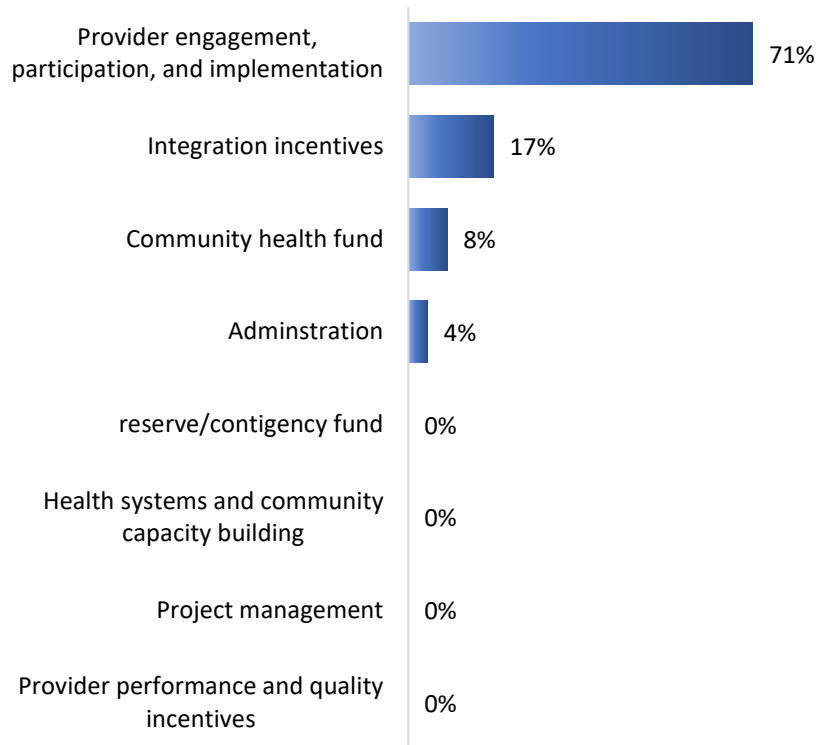 Provider engagement,
participation, and implementation
71%
Integration incentives
17%
Community health fund
8%
Adminstration
4%
reserve/contigency fund
0%
Health systems and community
capacity building
0%
Project management
0%
Provider performance and quality
incentives
0%